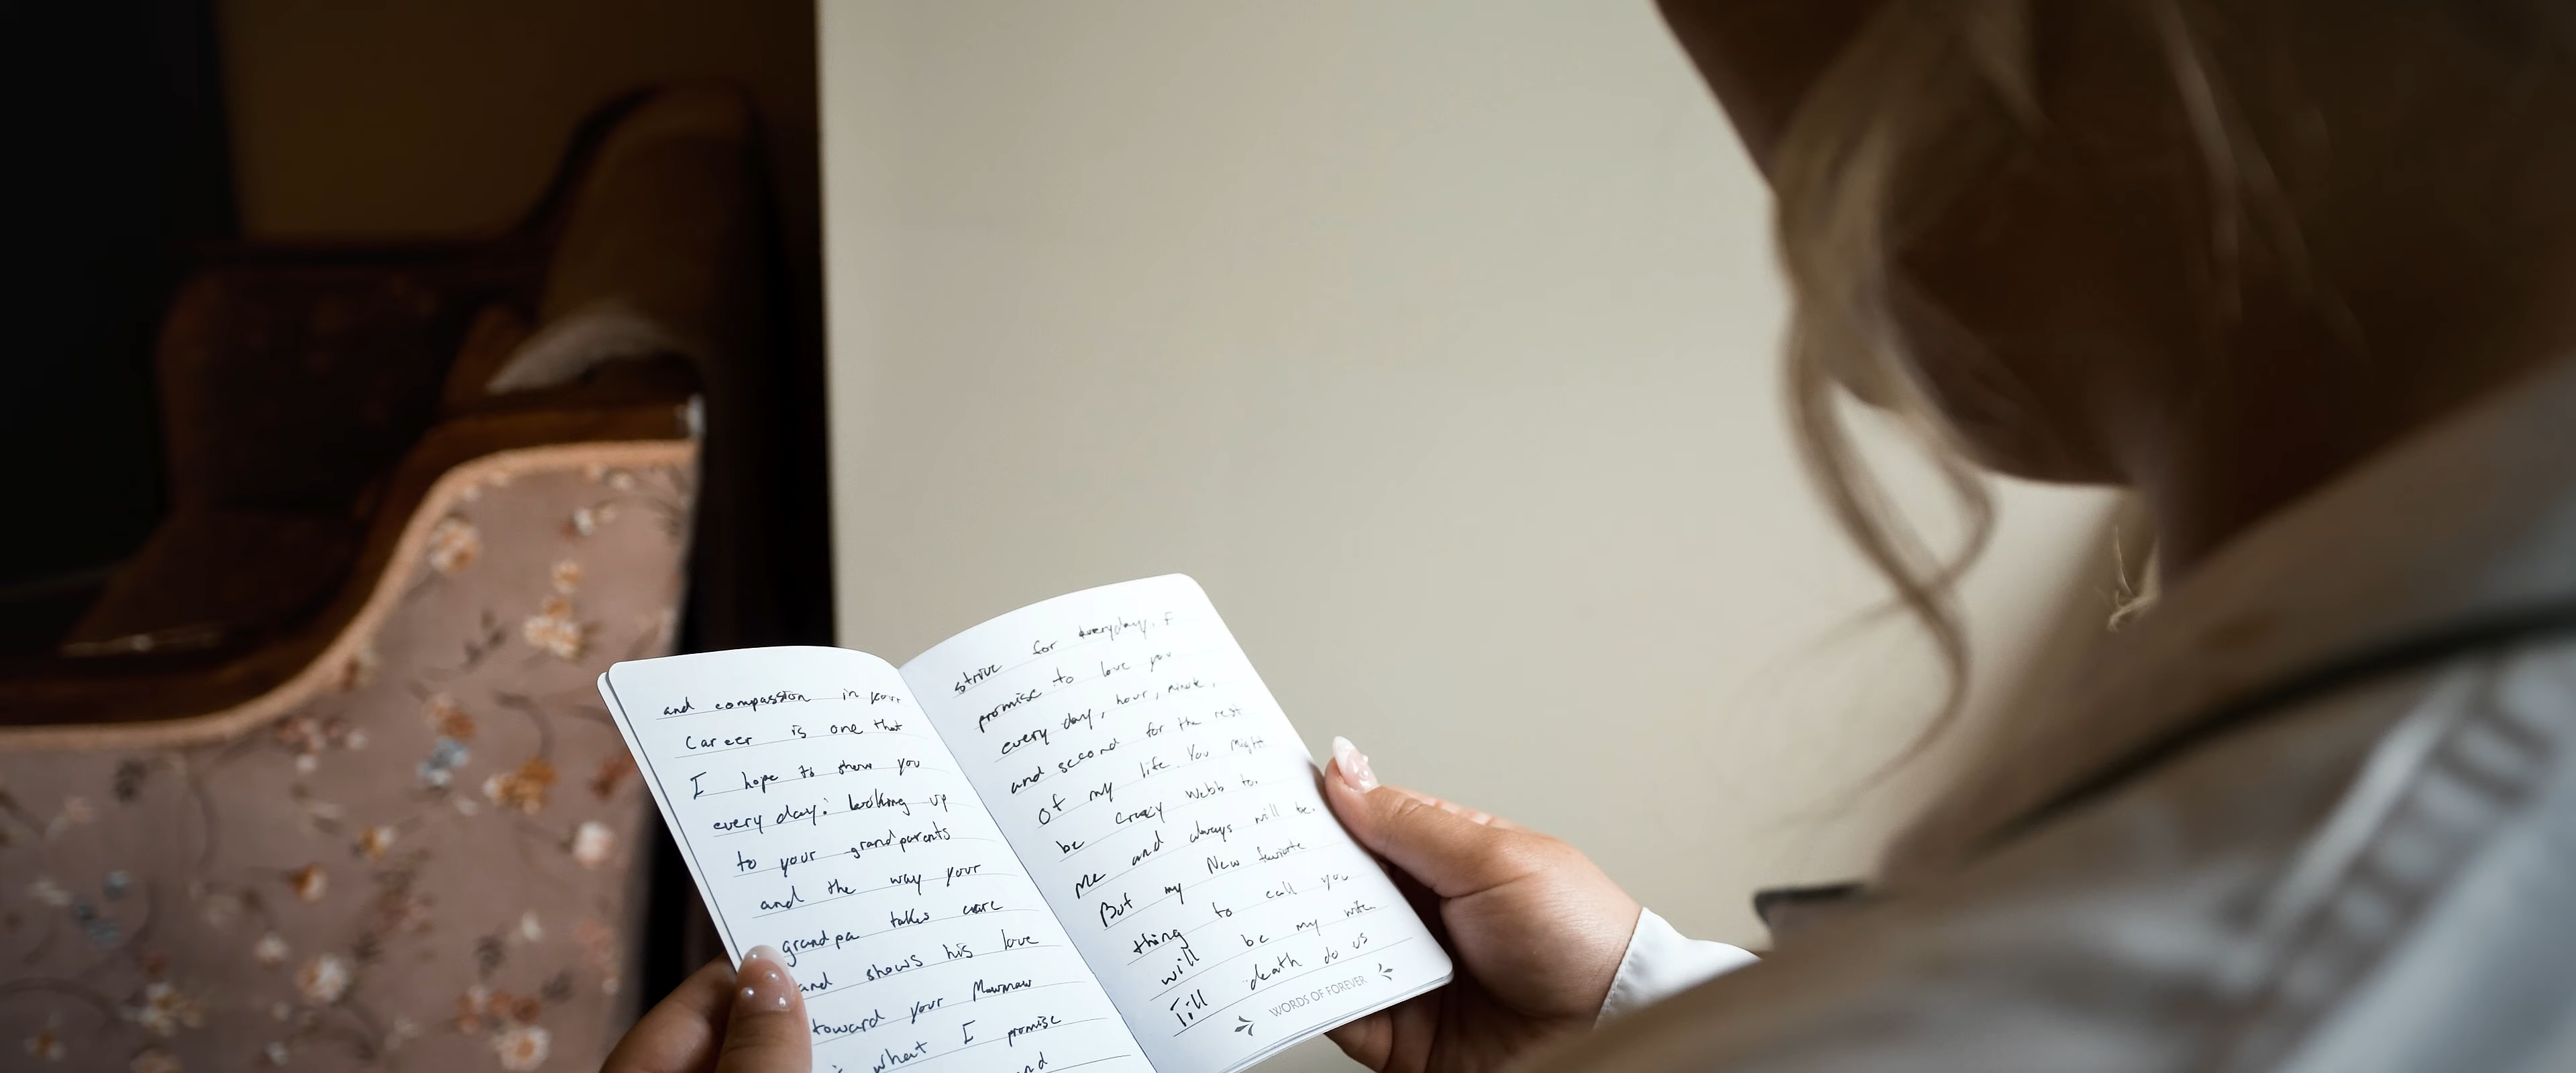 and compassion in your
Career is one that
I hope to show you
every day: looking up
to your grandparents
and the way your
grandpa takes care
and shows his love
toward your Mawmaw
what I promise
strive for everyday. I
promise to love you
every day, hour, minute,
and second for the rest
of my life. You might
be crazy Webb to.
me and always will be.
But my New favorite
thing to call you
will be my wife
Till death do us
WORDS OF FOREVER